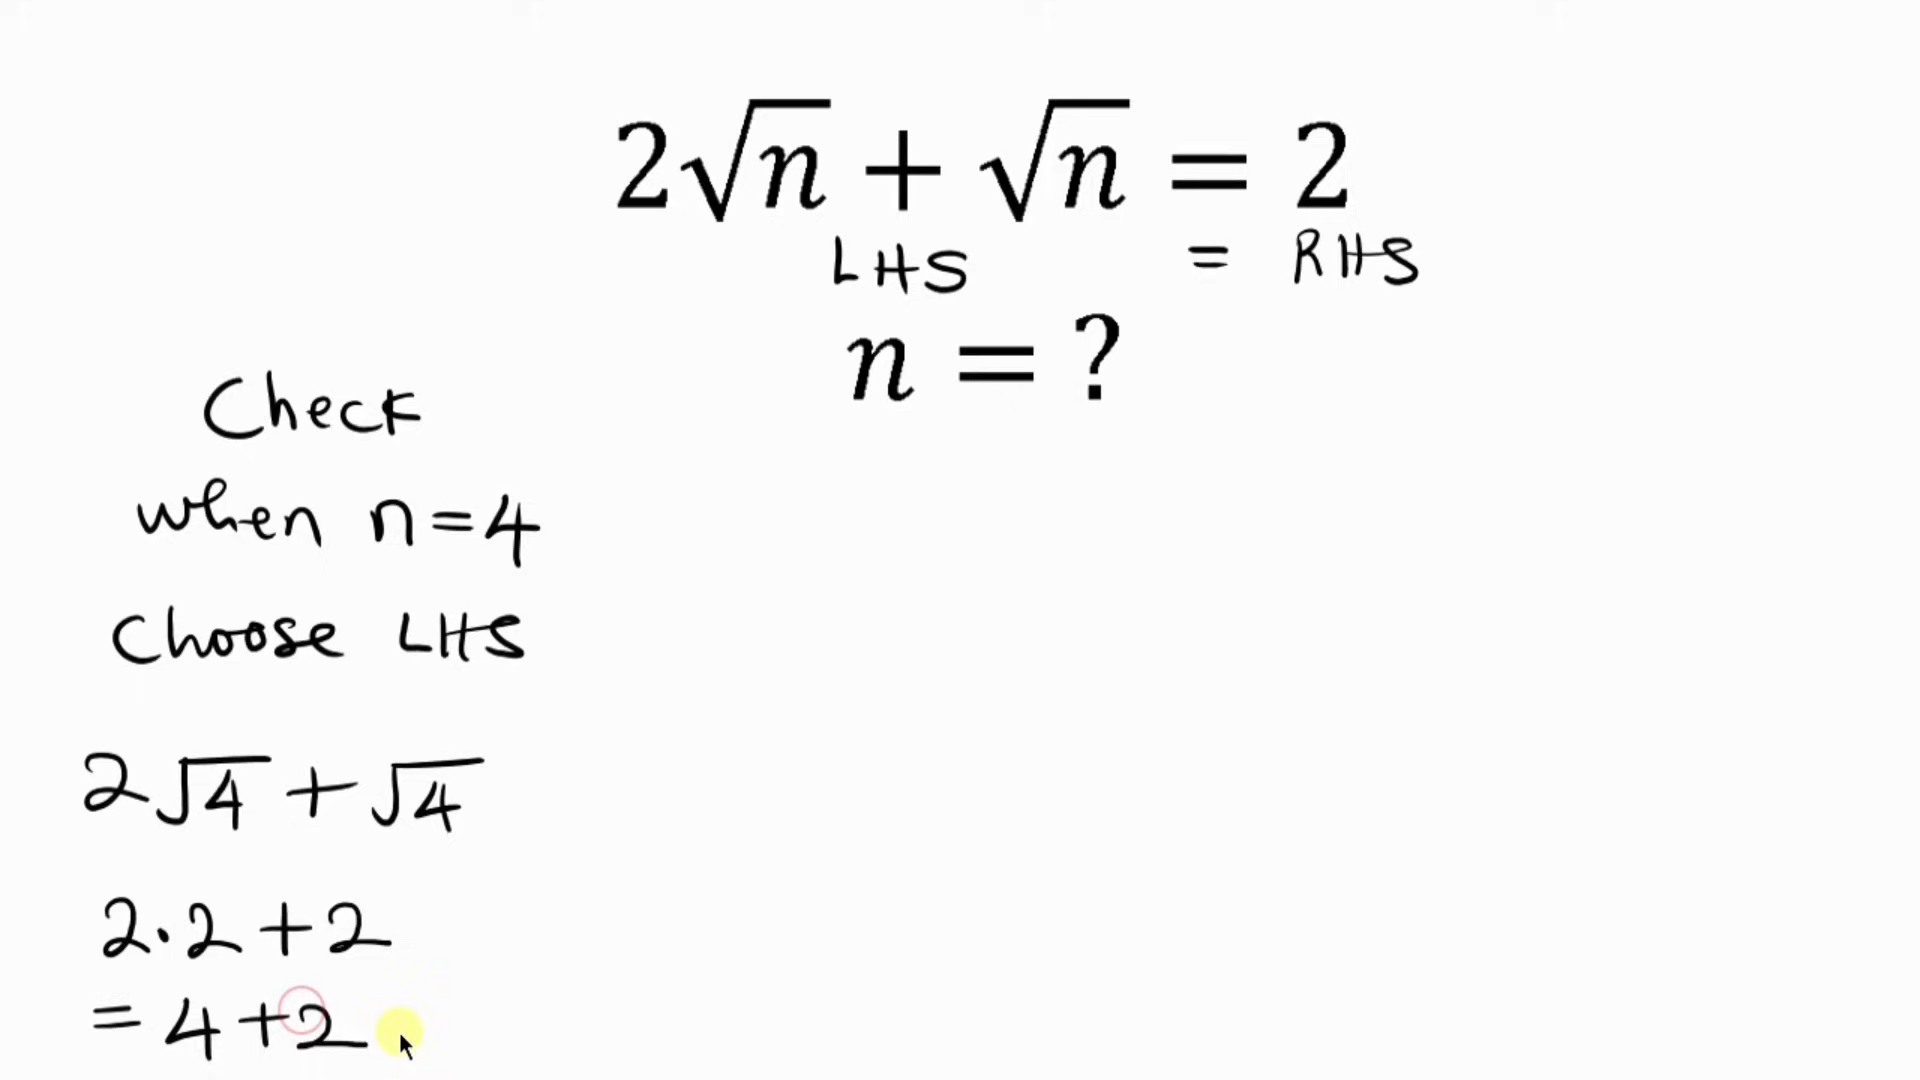 2√n + √n = 2
LHS = RHS
n = ?
Check
when n=4
Choose LHS
2√4 + √4
2·2+2
= 4+2